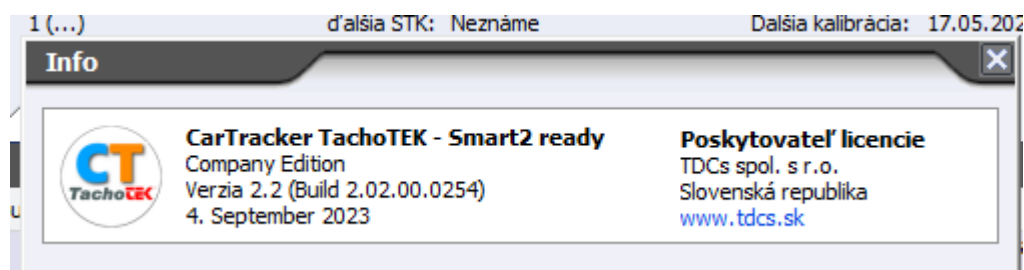 1 (...) ďalšia STK: Neznáme Ďalšia kalibrácia: 17.05.202
Info
CT
TachoTEK
CarTracker TachoTEK - Smart2 ready
Company Edition
Verzia 2.2 (Build 2.02.00.0254)
4. September 2023
Poskytovateľ licencie
TDCs spol. s r.o.
Slovenská republika
www.tdcs.sk